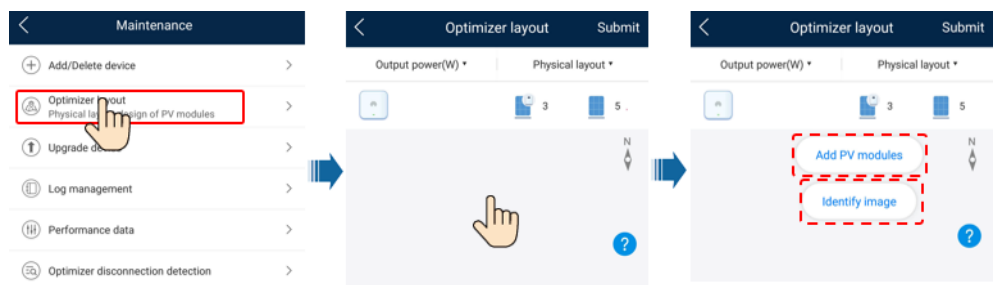 Maintenance
Add/Delete device
Optimizer layout
Physical layout design of PV modules
Upgrade device
Log management
Performance data
Optimizer disconnection detection
Optimizer layout Submit
Output power(W) Physical layout
3 5
N
?
Optimizer layout Submit
Output power(W) Physical layout
3 5
Add PV modules
N
Identify image
?